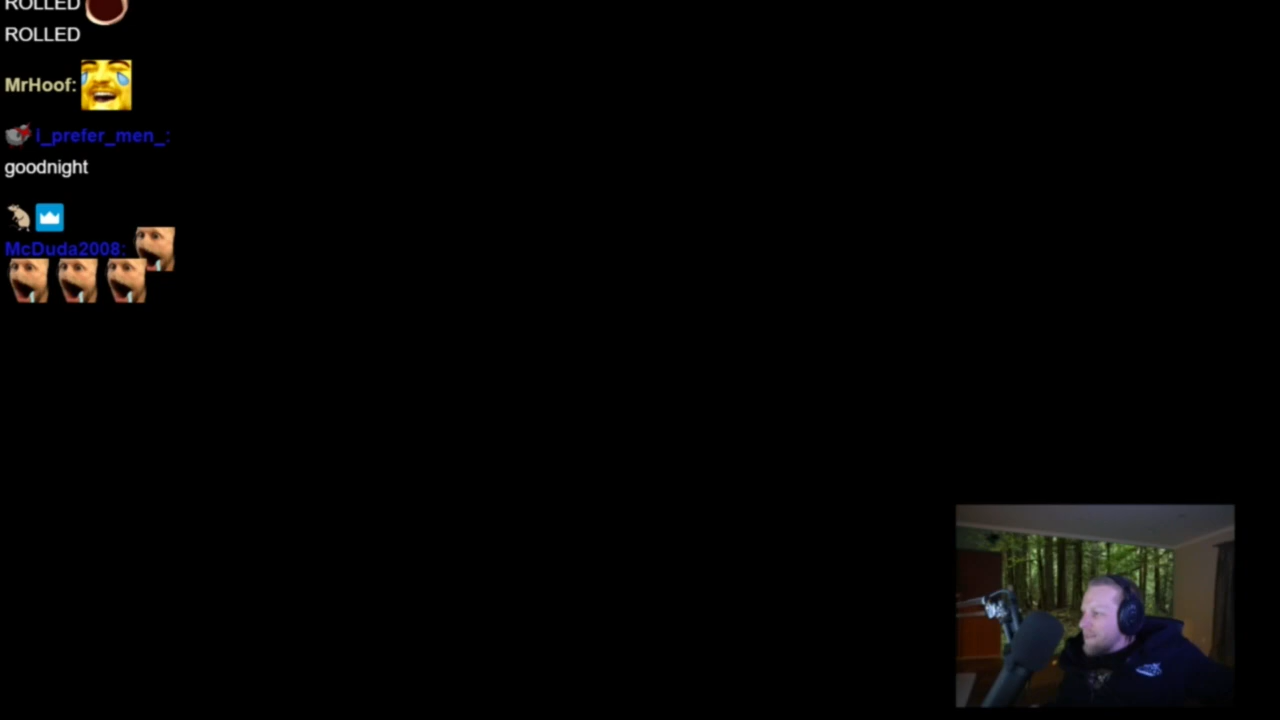 ROLLED
ROLLED
MrHoof:
i_prefer_men_:
goodnight
McDuda2008: